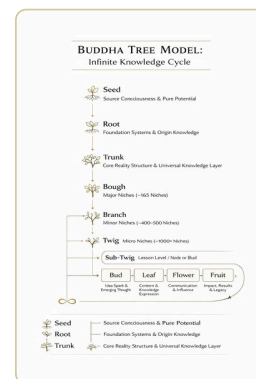 BUDDHA TREE MODEL:
Infinite Knowledge Cycle
Seed
Source Consciousness & Pure Potential
Root
Foundation Systems & Origin Knowledge
Trunk
Core Reality Structure & Universal Knowledge Layer
Bough
Major Niches (~165 Niches)
Branch
Minor Niches (~400–500 Niches)
Twig Micro Niches (~1000+ Niches)
Sub-Twig Lesson Level / Node or Bud
Bud Leaf Flower Fruit
Idea Spark & Emerging Thought
Content & Knowledge Expression
Communication & Influence
Impact, Results & Legacy
Seed Source Consciousness & Pure Potential
Root Foundation Systems & Origin Knowledge
Trunk Core Reality Structure & Universal Knowledge Layer